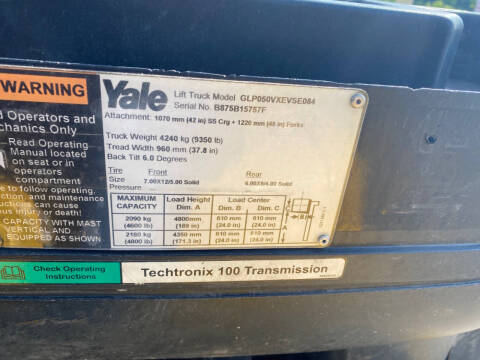 WARNING
d Operators and
chanics Only
Read Operating
Manual located
on seat or in
operators
compartment
e to follow operating,
ction, and maintenance
uctions can cause
us injury or death!
CAPACITY WITH MAST
VERTICAL AND
EQUIPPED AS SHOWN
Yale
Lift Truck Model GLP050VXEVSE084
Serial No. B875B15757F
Attachment: 1070 mm (42 in) SS Crg + 1220 mm (48 in) Forks
Truck Weight 4240 kg (9350 lb)
Tread Width 960 mm (37.8 in)
Back Tilt 6.0 Degrees
Tire Front Rear
Size 7.00X12/5.00 Solid 6.00X9/4.00 Solid
Pressure
MAXIMUM CAPACITY Load Height Dim. A Load Center Dim. B Dim. C
2090 kg 4800mm 610 mm 610 mm
(4600 lb) (189 in) (24.0 in) (24.0 in)
2180 kg 4350 mm 610 mm 610 mm
(4800 lb) (171.3 in) (24.0 in) (24.0 in)
B
A
Check Operating
Instructions
Techtronix 100 Transmission